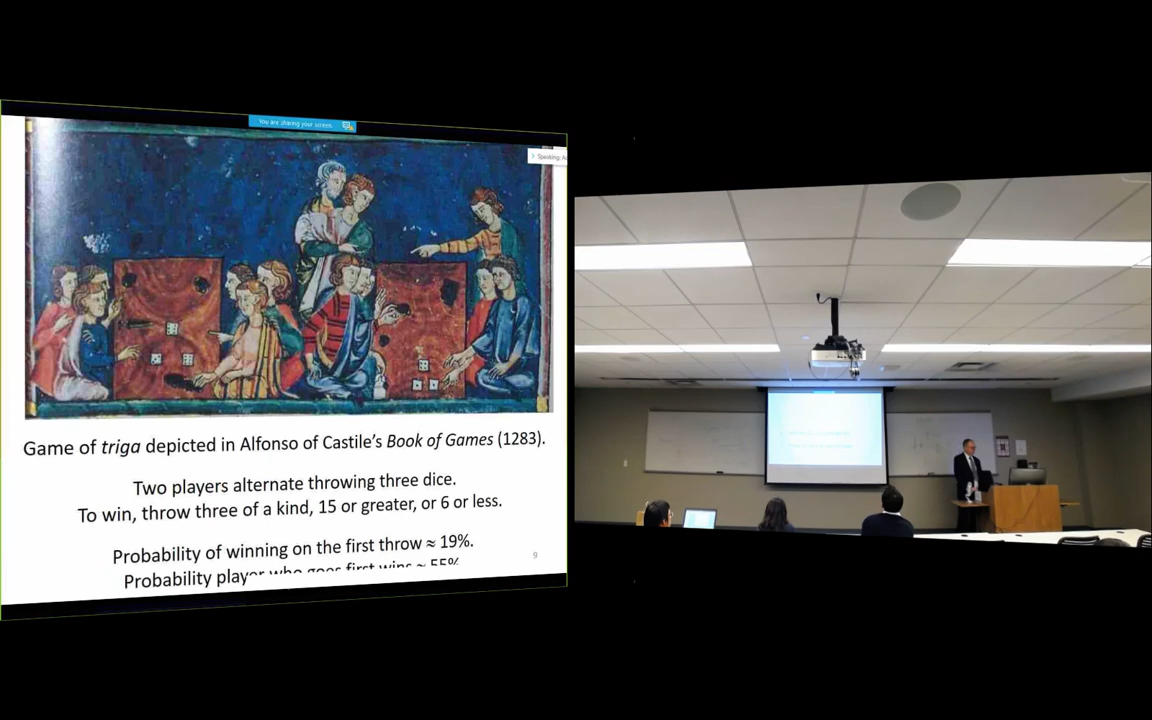 You are sharing your screen.
Speaking:
Game of triga depicted in Alfonso of Castile's Book of Games (1283).
Two players alternate throwing three dice.
To win, throw three of a kind, 15 or greater, or 6 or less.
Probability of winning on the first throw ≈ 19%.
9
Probability player who goes first wins ≈ 55%